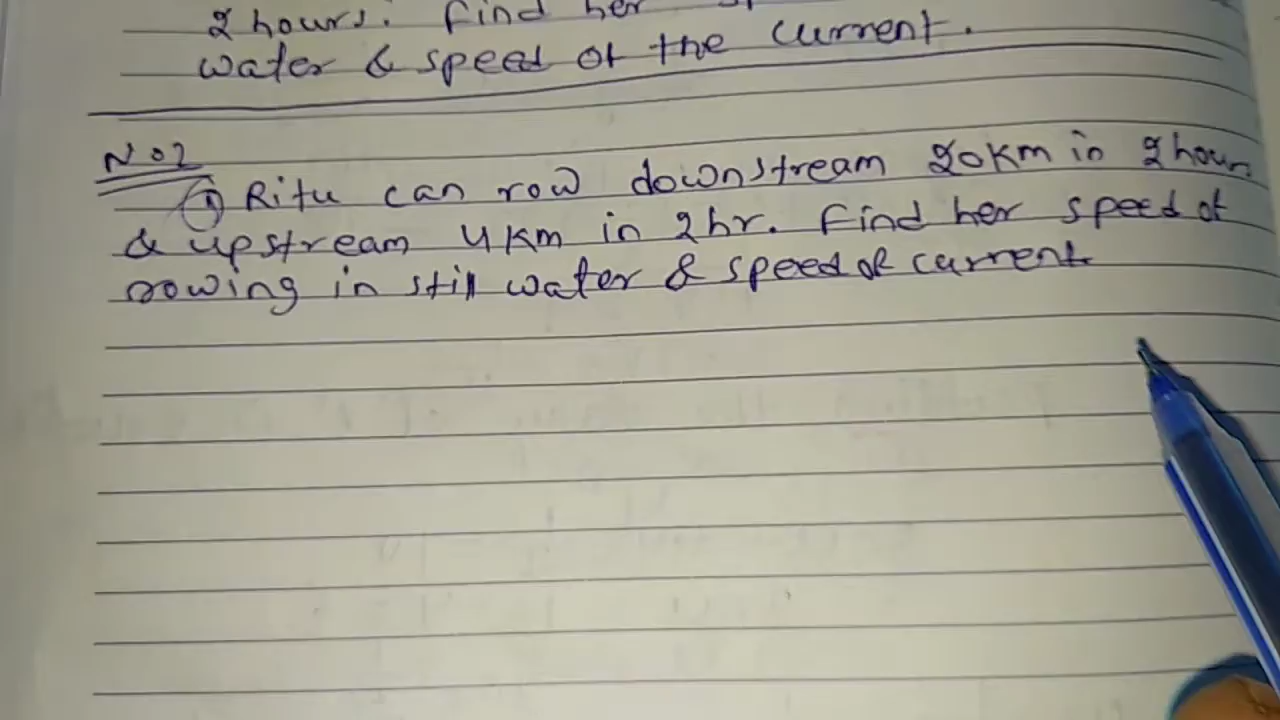 2 hours. Find her
water & speed of the current.
No 2
(i) Ritu can row downstream 20km in 2 hours
& upstream 4km in 2hr. Find her speed of
rowing in still water & speed of current